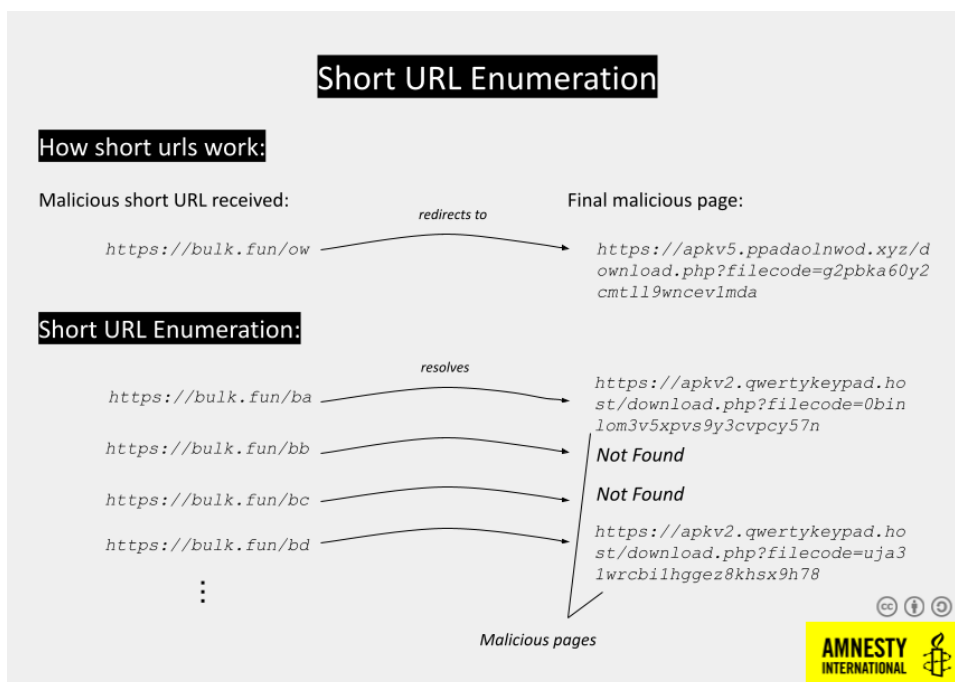 Short URL Enumeration
How short urls work:
Malicious short URL received:
redirects to
Final malicious page:
https://bulk.fun/ow
https://apkv5.ppadaolnwod.xyz/d
ownload.php?filecode=g2pbka60y2
cmtll9wncev1mda
Short URL Enumeration:
resolves
https://bulk.fun/ba
https://apkv2.qwertykeypad.ho
st/download.php?filecode=0bin
lom3v5xpvs9y3cvpcy57n
https://bulk.fun/bb
Not Found
https://bulk.fun/bc
Not Found
https://bulk.fun/bd
https://apkv2.qwertykeypad.ho
st/download.php?filecode=uja3
1wrcbi1hggez8khsx9h78
Malicious pages
cc
AMNESTY
INTERNATIONAL